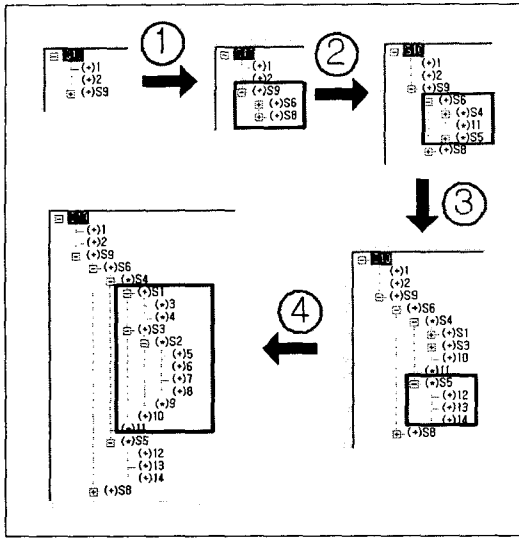 (+)1
(+)2
(+)S9
①
(+)1
(+)2
(+)S9
(+)S6
(+)S8
②
S10
(+)1
(+)2
(+)S9
(+)S6
(*)S4
(*)11
(*)S5
(+)S8
③
(+)1
(+)2
(+)S9
(+)S6
(*)S4
(+)S1
(+)S3
(+)10
(*)11
(*)S5
(+)12
(+)13
(+)14
(+)S8
④
(+)1
(+)2
(+)S9
(+)S6
(*)S4
(+)S1
(*)3
(*)4
(+)S3
(*)S2
(+)5
(+)6
(+)7
(+)8
(*)9
(+)10
(*)11
(*)S5
(+)12
(+)13
(+)14
(+)S8